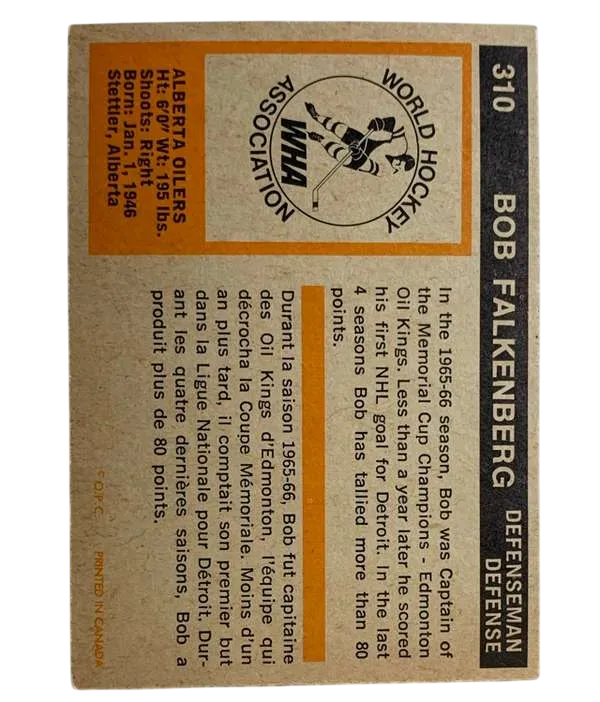 310 BOB FALKENBERG DEFENSEMAN
DEFENSE
WORLD HOCKEY
ASSOCIATION
WHA
ALBERTA OILERS
Ht: 6'0" Wt: 195 lbs.
Shoots: Right
Born: Jan. 1, 1946
Stettler, Alberta
In the 1965-66 season, Bob was Captain of
the Memorial Cup Champions - Edmonton
Oil Kings. Less than a year later he scored
his first NHL goal for Detroit. In the last
4 seasons Bob has tallied more than 80
points.
Durant la saison 1965-66, Bob fut capitaine
des Oil Kings d'Edmonton, l'équipe qui
décrocha la Coupe Mémoriale. Moins d'un
an plus tard, il comptait son premier but
dans la Ligue Nationale pour Détroit. Dur-
ant les quatre dernières saisons, Bob a
produit plus de 80 points.
© O.P.C. PRINTED IN CANADA